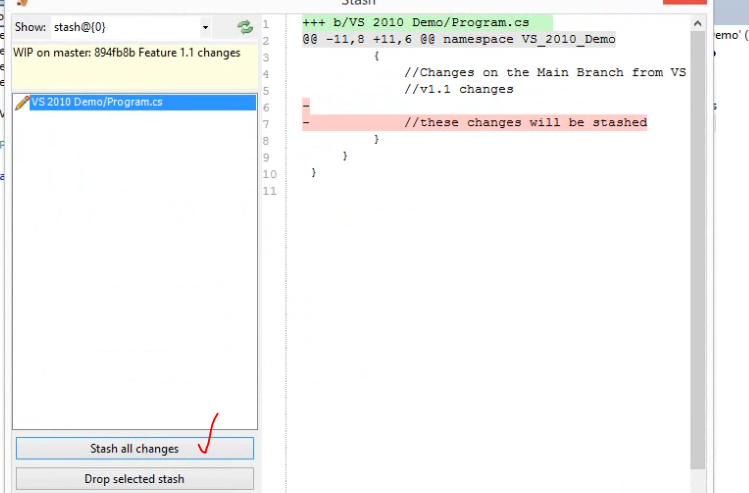 Stash
Show: stash@{0}
WIP on master: 894fb8b Feature 1.1 changes
VS 2010 Demo/Program.cs
Stash all changes
Drop selected stash
1 +++ b/VS 2010 Demo/Program.cs
2 @@ -11,8 +11,6 @@ namespace VS_2010_Demo
3 {
4 //Changes on the Main Branch from VS
5 //v1.1 changes
6 -
7 - //these changes will be stashed
8 }
9 }
10 }
11
emo' (